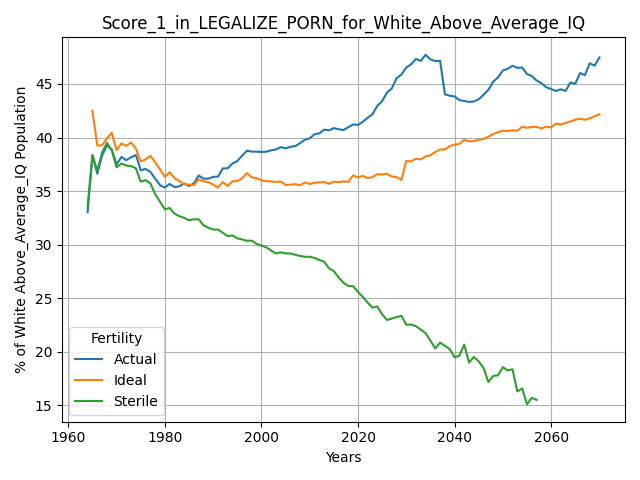 Score_1_in_LEGALIZE_PORN_for_White_Above_Average_IQ
% of White Above_Average_IQ Population
45
40
35
30
25
20
15
Fertility
Actual
Ideal
Sterile
1960 1980 2000 2020 2040 2060
Years